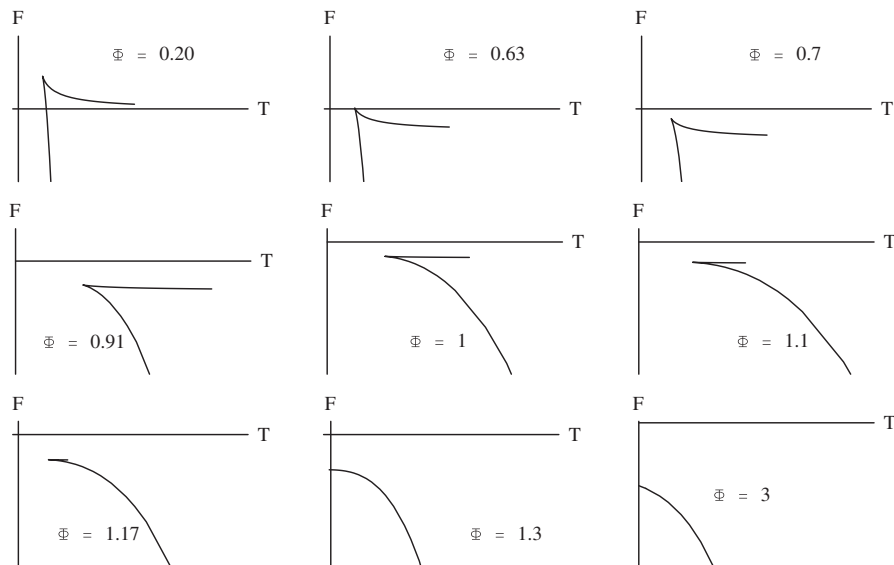 F F F
Φ = 0.20 Φ = 0.63 Φ = 0.7
T T T
F F F
T T T
Φ = 0.91 Φ = 1 Φ = 1.1
F F F
T T T
Φ = 1.17 Φ = 1.3 Φ = 3